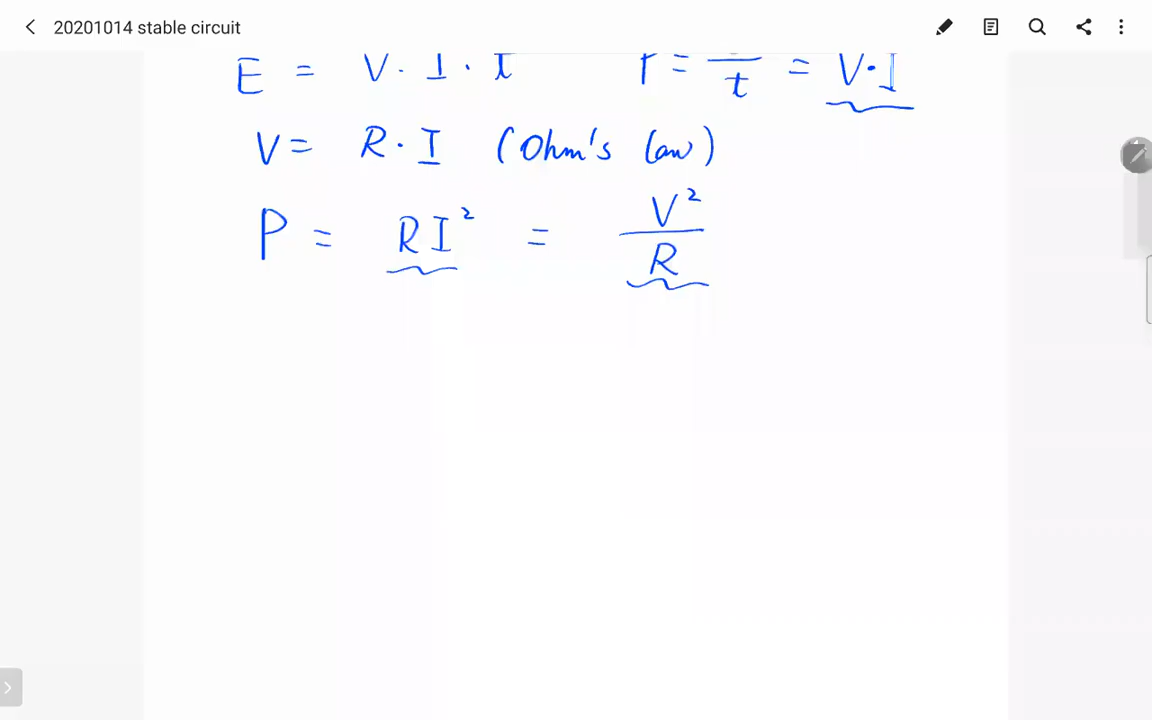 20201014 stable circuit
E = V · I · t P = — t = V·I
V = R · I (Ohm's law)
P = RI² = V² / R